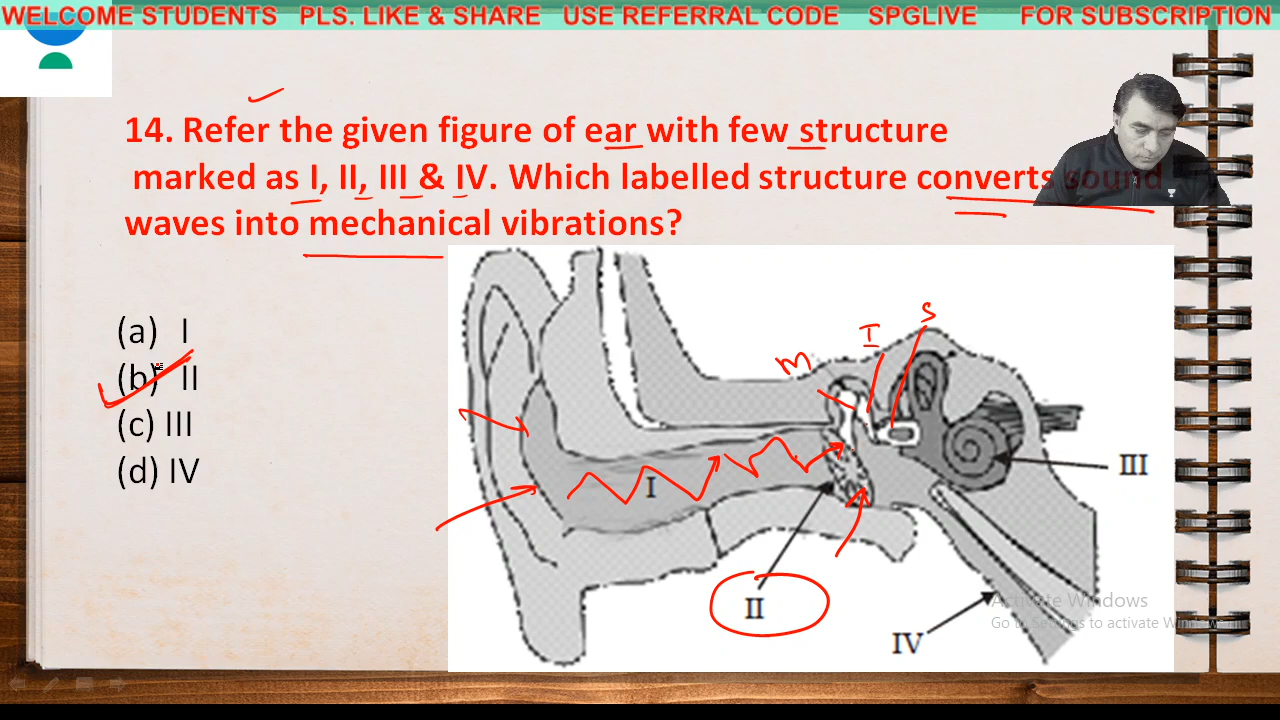 WELCOME STUDENTS PLS. LIKE & SHARE USE REFERRAL CODE SPGLIVE FOR SUBSCRIPTION
14. Refer the given figure of ear with few structure
marked as I, II, III & IV. Which labelled structure converts sound
waves into mechanical vibrations?
(a) I
(b) II
(c) III
(d) IV
M
I
S
I
III
II
IV
Activate Windows
Go to Settings to activate Windows.